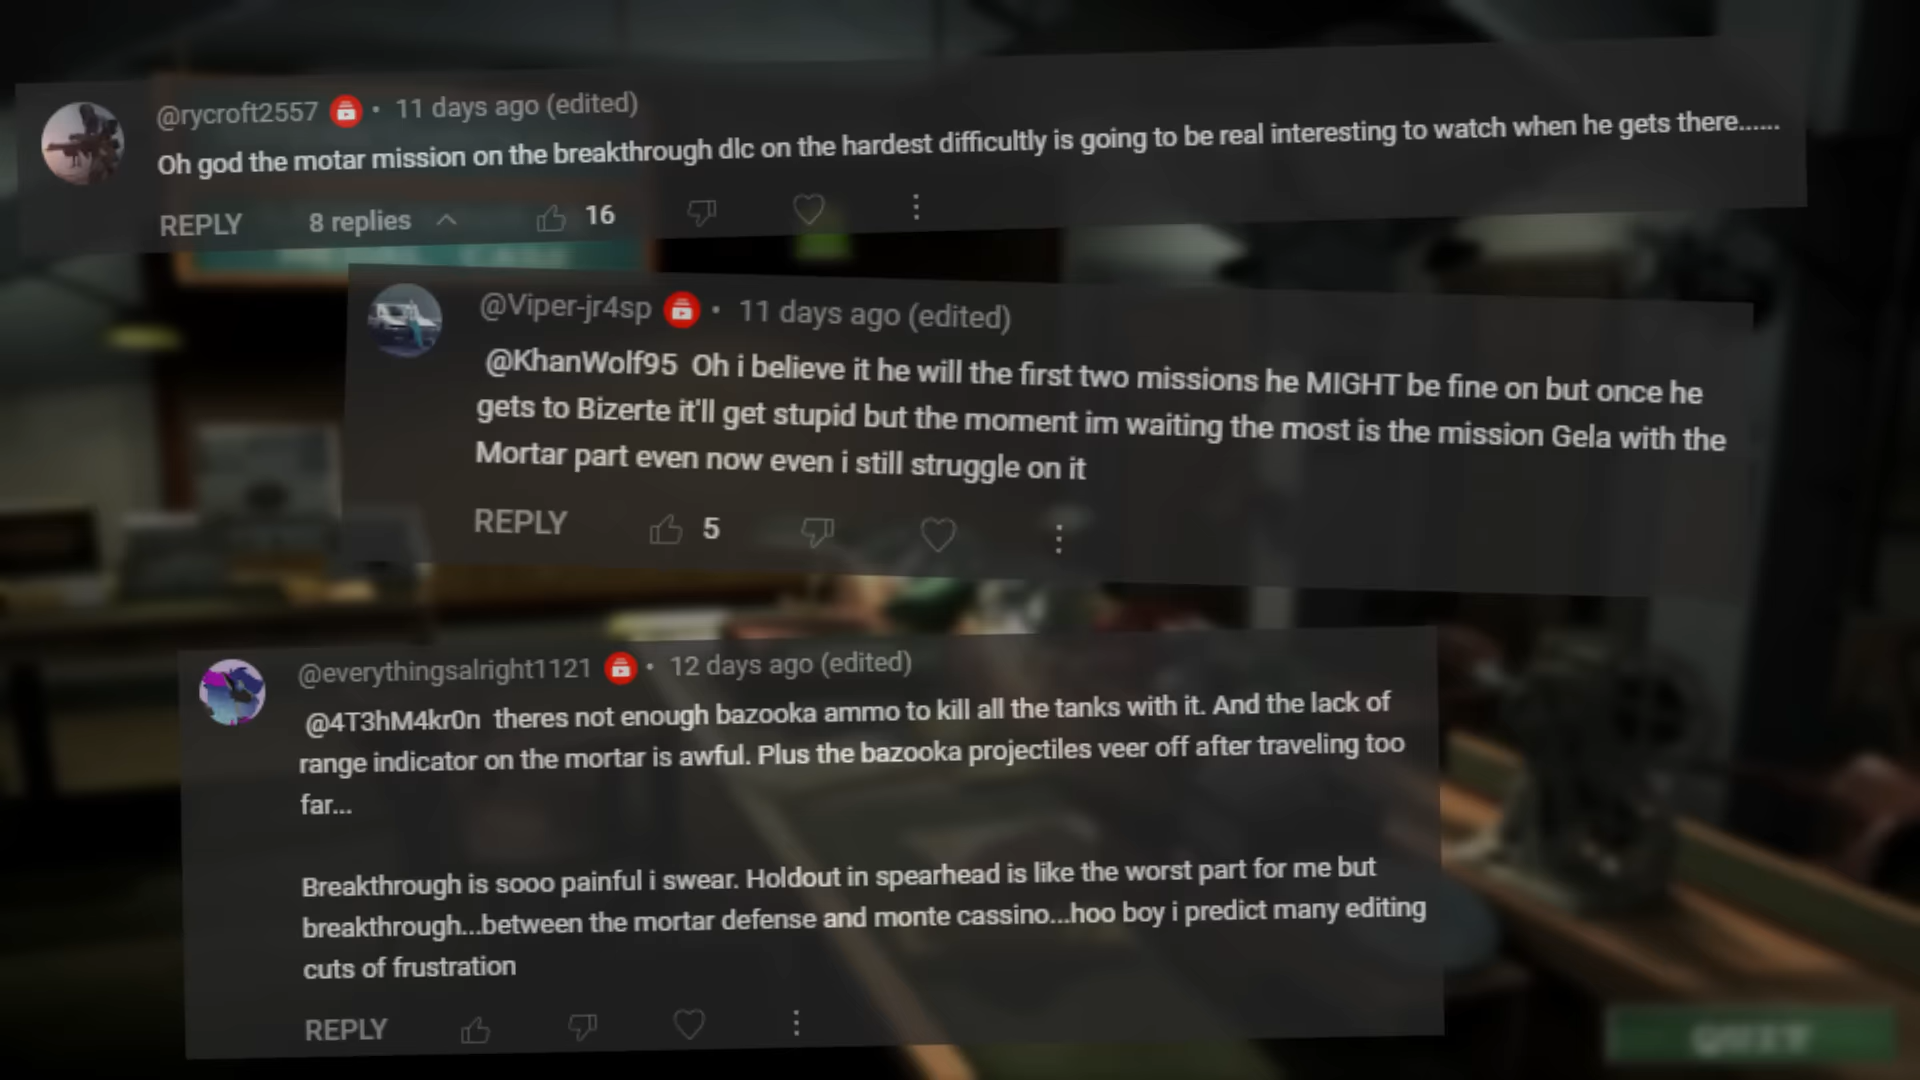 @rycroft2557 • 11 days ago (edited)
Oh god the motar mission on the breakthrough dlc on the hardest difficultly is going to be real interesting to watch when he gets there......
REPLY 8 replies 16
@Viper-jr4sp • 11 days ago (edited)
@KhanWolf95 Oh i believe it he will the first two missions he MIGHT be fine on but once he
gets to Bizerte it'll get stupid but the moment im waiting the most is the mission Gela with the
Mortar part even now even i still struggle on it
REPLY 5
@everythingsalright1121 • 12 days ago (edited)
@4T3hM4kr0n theres not enough bazooka ammo to kill all the tanks with it. And the lack of
range indicator on the mortar is awful. Plus the bazooka projectiles veer off after traveling too
far...
Breakthrough is sooo painful i swear. Holdout in spearhead is like the worst part for me but
breakthrough...between the mortar defense and monte cassino...hoo boy i predict many editing
cuts of frustration
REPLY
QUIT